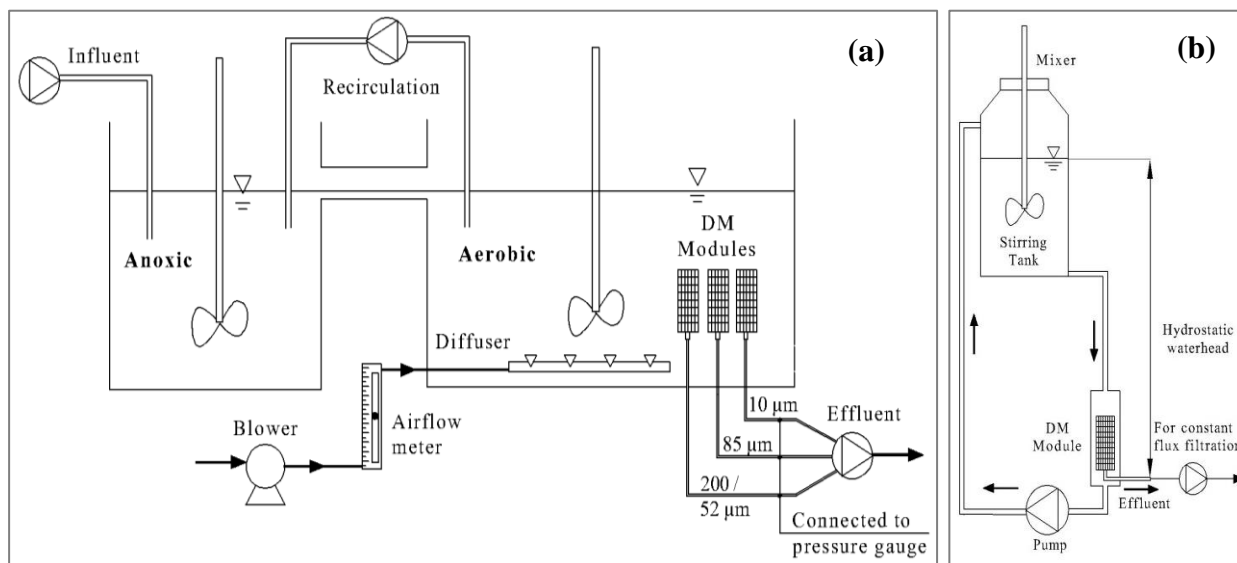 (a)
Influent
Recirculation
Anoxic
Aerobic
DM
Modules
Diffuser
Blower
Airflow
meter
10 µm
85 µm
200 /
52 µm
Effluent
Connected to
pressure gauge
(b)
Mixer
Stirring
Tank
Hydrostatic
waterhead
DM
Module
For constant
flux filtration
Effluent
Pump